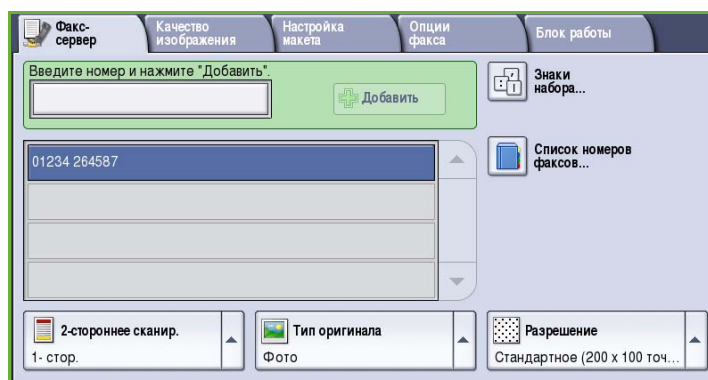 Факс-
сервер
Качество
изображения
Настройка
макета
Опции
факса
Блок работы
Введите номер и нажмите "Добавить".
Добавить
Знаки
набора...
01234 264587
Список номеров
факсов...
2-стороннее сканир.
1- стор.
Тип оригинала
Фото
Разрешение
Стандартное (200 x 100 точ...